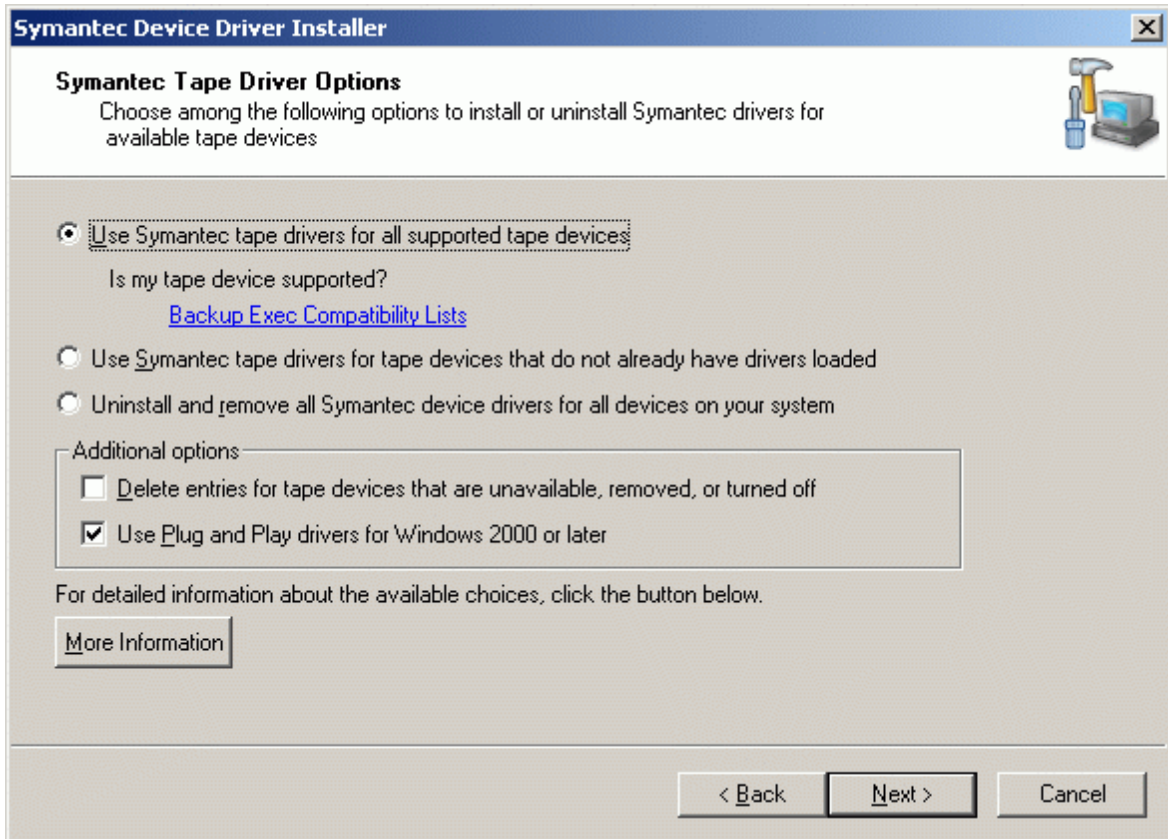 Symantec Device Driver Installer
Symantec Tape Driver Options
Choose among the following options to install or uninstall Symantec drivers for
available tape devices
Use Symantec tape drivers for all supported tape devices
Is my tape device supported?
Backup Exec Compatibility Lists
Use Symantec tape drivers for tape devices that do not already have drivers loaded
Uninstall and remove all Symantec device drivers for all devices on your system
Additional options
Delete entries for tape devices that are unavailable, removed, or turned off
Use Plug and Play drivers for Windows 2000 or later
For detailed information about the available choices, click the button below.
More Information
< Back Next > Cancel